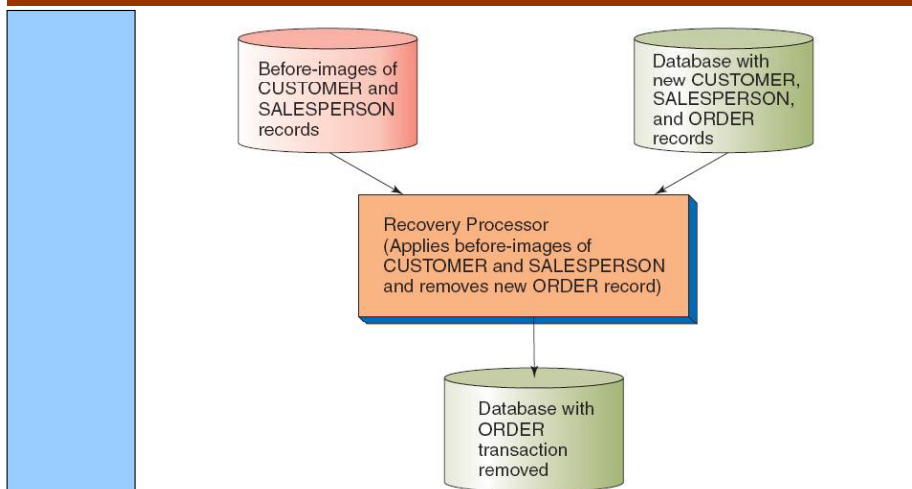 Before-images of
CUSTOMER and
SALESPERSON
records
Database with
new CUSTOMER,
SALESPERSON,
and ORDER
records
Recovery Processor
(Applies before-images of
CUSTOMER and SALESPERSON
and removes new ORDER record)
Database with
ORDER
transaction
removed